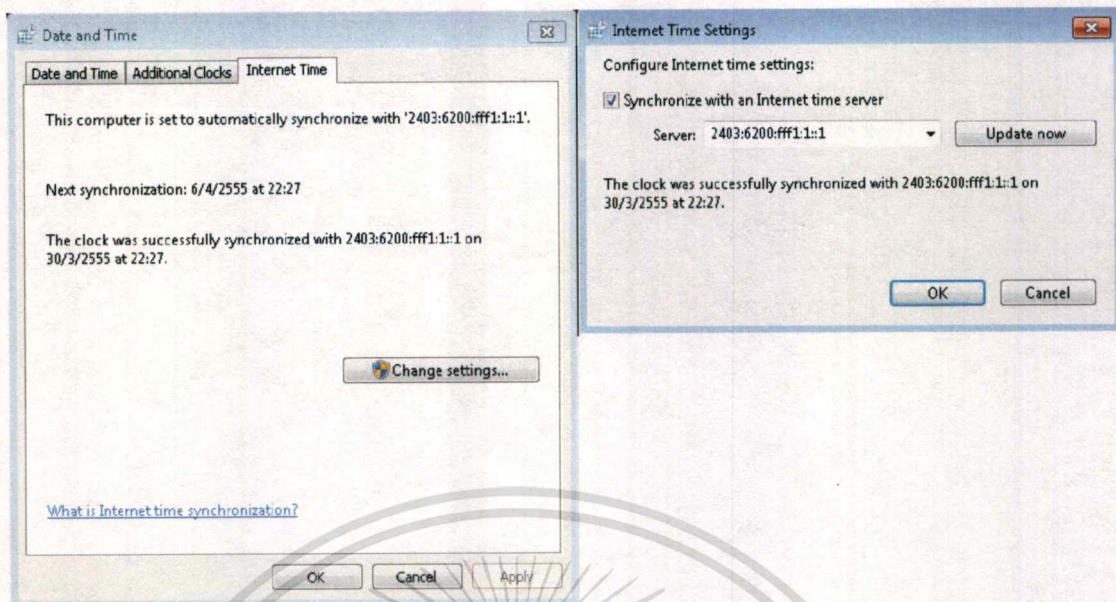 Date and Time
Date and Time
Additional Clocks
Internet Time
This computer is set to automatically synchronize with '2403:6200:fff1:1::1'.
Next synchronization: 6/4/2555 at 22:27
The clock was successfully synchronized with 2403:6200:fff1:1::1 on
30/3/2555 at 22:27.
Change settings...
What is Internet time synchronization?
OK
Cancel
Apply
Internet Time Settings
Configure Internet time settings:
Synchronize with an Internet time server
Server:
2403:6200:fff1:1::1
Update now
The clock was successfully synchronized with 2403:6200:fff1:1::1 on
30/3/2555 at 22:27.
OK
Cancel